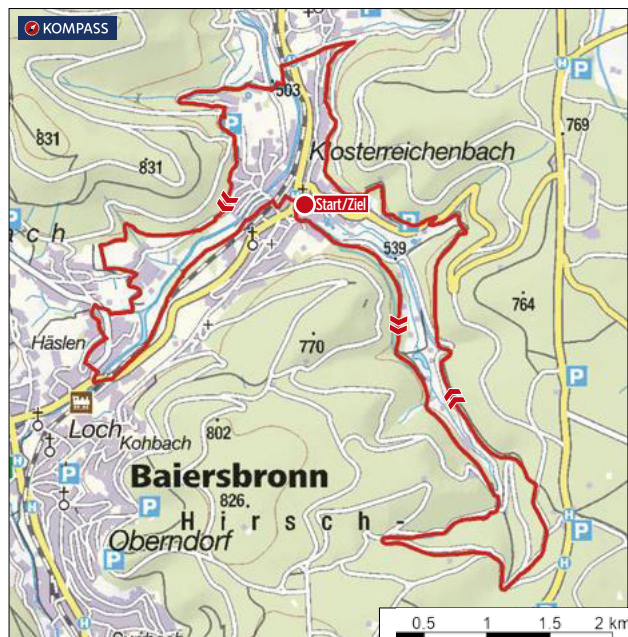 KOMPASS
503
831
831
769
Klosterreichenbach
Start/Ziel
539
764
Häslen
770
Loch
Kohbach
802
Baiersbronn
826
Hirsch-
Oberndorf
0.5 1 1.5 2 km